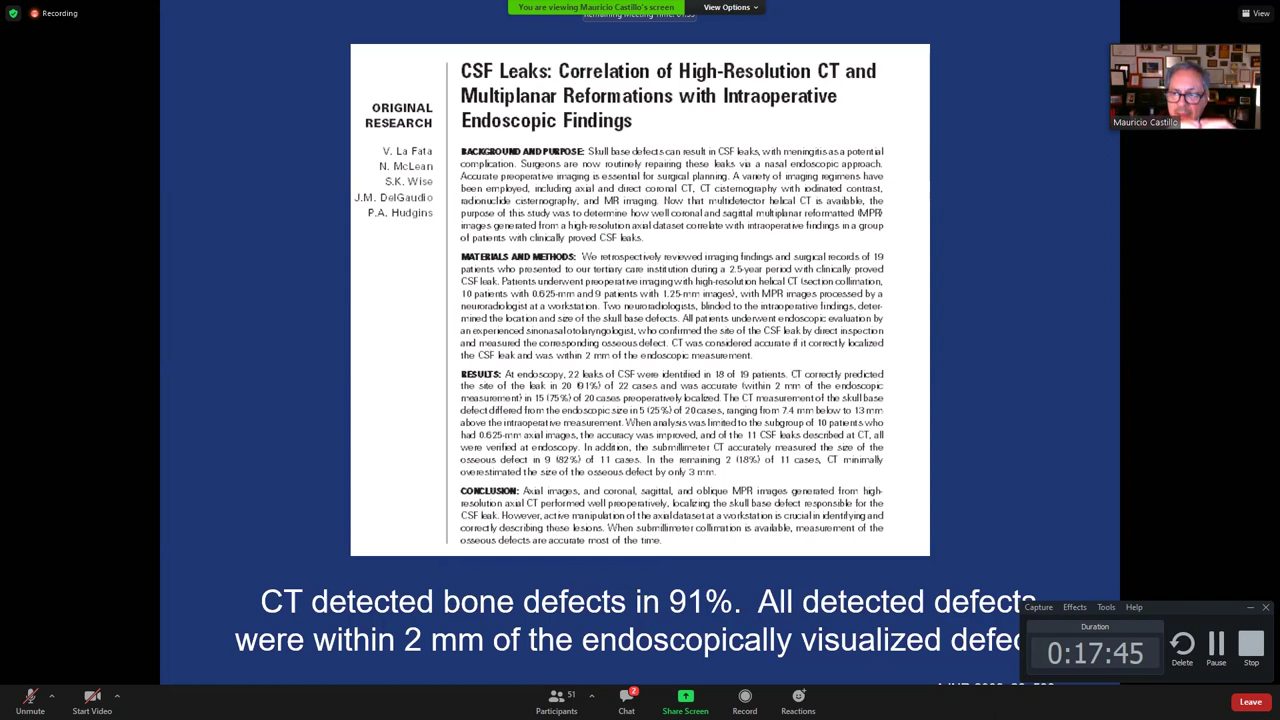 Recording
You are viewing Mauricio Castillo's screen
View Options
View
Remaining Meeting Time:
CSF Leaks: Correlation of High-Resolution CT and
Multiplanar Reformations with Intraoperative
Endoscopic Findings
ORIGINAL
RESEARCH
V. La Fata
N. McLean
S.K. Wise
J.M. DelGaudio
P.A. Hudgins
BACKGROUND AND PURPOSE: Skull base defects can result in CSF leaks, with meningitis as a potential
complication. Surgeons are now routinely repairing these leaks via a nasal endoscopic approach.
Accurate preoperative imaging is essential for surgical planning. A variety of imaging regimens have
been employed, including axial and direct coronal CT, CT cisternography with iodinated contrast,
radionuclide cisternography, and MR imaging. Now that multidetector helical CT is available, the
purpose of this study was to determine how well coronal and sagittal multiplanar reformatted (MPR)
images generated from a high-resolution axial dataset correlate with intraoperative findings in a group
of patients with clinically proved CSF leaks.
MATERIALS AND METHODS: We retrospectively reviewed imaging findings and surgical records of 19
patients who presented to our tertiary care institution during a 2.5-year period with clinically proved
CSF leak. Patients underwent preoperative imaging with high-resolution helical CT (section collimation,
10 patients with 0.625-mm and 9 patients with 1.25-mm images), with MPR images processed by a
neuroradiologist at a workstation. Two neuroradiologists, blinded to the intraoperative findings, deter-
mined the location and size of the skull base defects. All patients underwent endoscopic evaluation by
an experienced sinonasal otolaryngologist, who confirmed the site of the CSF leak by direct inspection
and measured the corresponding osseous defect. CT was considered accurate if it correctly localized
the CSF leak and was within 2 mm of the endoscopic measurement.
RESULTS: At endoscopy, 22 leaks of CSF were identified in 18 of 19 patients. CT correctly predicted
the site of the leak in 20 (91%) of 22 cases and was accurate (within 2 mm of the endoscopic
measurement) in 15 (75%) of 20 cases preoperatively localized. The CT measurement of the skull base
defect differed from the endoscopic size in 5 (25%) of 20 cases, ranging from 7.4 mm below to 13 mm
above the intraoperative measurement. When analysis was limited to the subgroup of 10 patients who
had 0.625-mm axial images, the accuracy was improved, and of the 11 CSF leaks described at CT, all
were verified at endoscopy. In addition, the submillimeter CT accurately measured the size of the
osseous defect in 9 (82%) of 11 cases. In the remaining 2 (18%) of 11 cases, CT minimally
overestimated the size of the osseous defect by only 3 mm.
CONCLUSION: Axial images, and coronal, sagittal, and oblique MPR images generated from high-
resolution axial CT performed well preoperatively, localizing the skull base defect responsible for the
CSF leak. However, active manipulation of the axial dataset at a workstation is crucial in identifying and
correctly describing these lesions. When submillimeter collimation is available, measurement of the
osseous defects are accurate most of the time.
Mauricio Castillo
CT detected bone defects in 91%. All detected defects
were within 2 mm of the endoscopically visualized defec
Capture Effects Tools Help
Duration
0:17:45
Delete Pause Stop
Unmute
Start Video
51
Participants
2
Chat
Share Screen
Record
Reactions
Leave